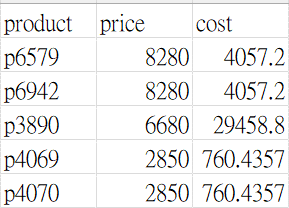 product price cost
p6579 8280 4057.2
p6942 8280 4057.2
p3890 6680 29458.8
p4069 2850 760.4357
p4070 2850 760.4357